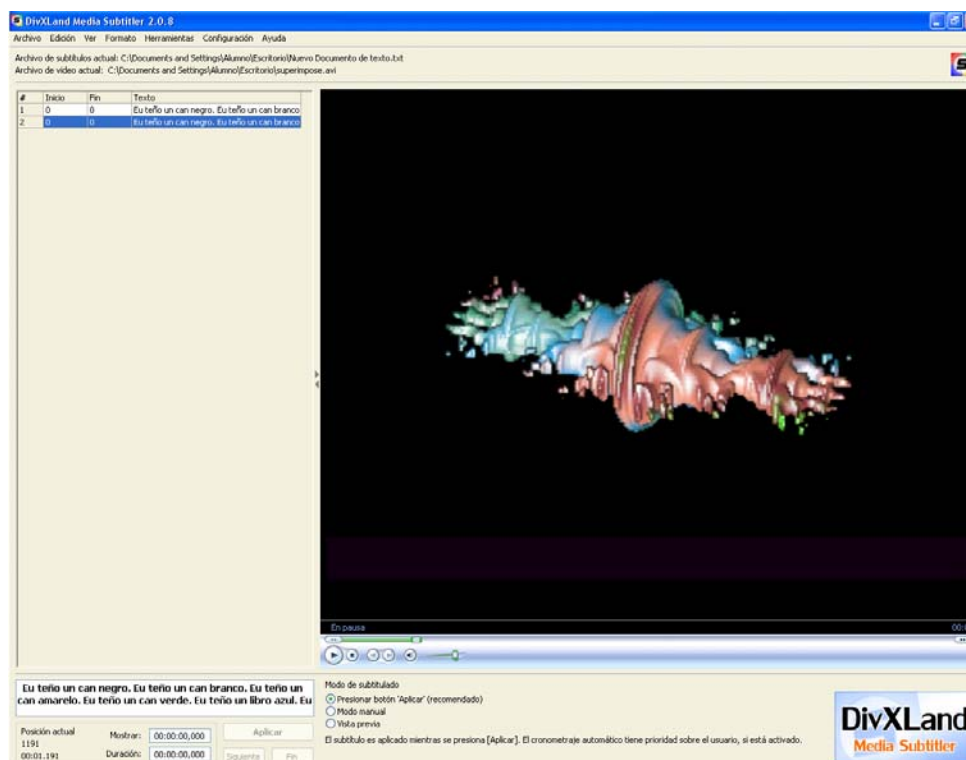 DivXLand Media Subtitler 2.0.8
Archivo Edición Ver Formato Herramientas Configuración Ayuda
Archivo de subtítulos actual: C:\Documents and Settings\Alumno\Escritorio\Nuevo Documento de texto.txt
Archivo de video actual: C:\Documents and Settings\Alumno\Escritorio\superimpose.avi
# Inicio Fin Texto
1 0 0 Eu teño un can negro. Eu teño un can branco
2 0 0 Eu teño un can negro. Eu teño un can branco
En pausa
00:
Eu teño un can negro. Eu teño un can branco. Eu teño un
can amarelo. Eu teño un can verde. Eu teño un libro azul. Eu
Posición actual
1191
00:01.191
Mostrar: 00:00:00,000
Duración: 00:00:00,000
Aplicar
Siguiente Fin
Modo de subtitulado
Presionar botón 'Aplicar' (recomendado)
Modo manual
Vista previa
El subtítulo es aplicado mientras se presiona [Aplicar]. El cronometraje automático tiene prioridad sobre el usuario, si está activado.
DivXLand
Media Subtitler